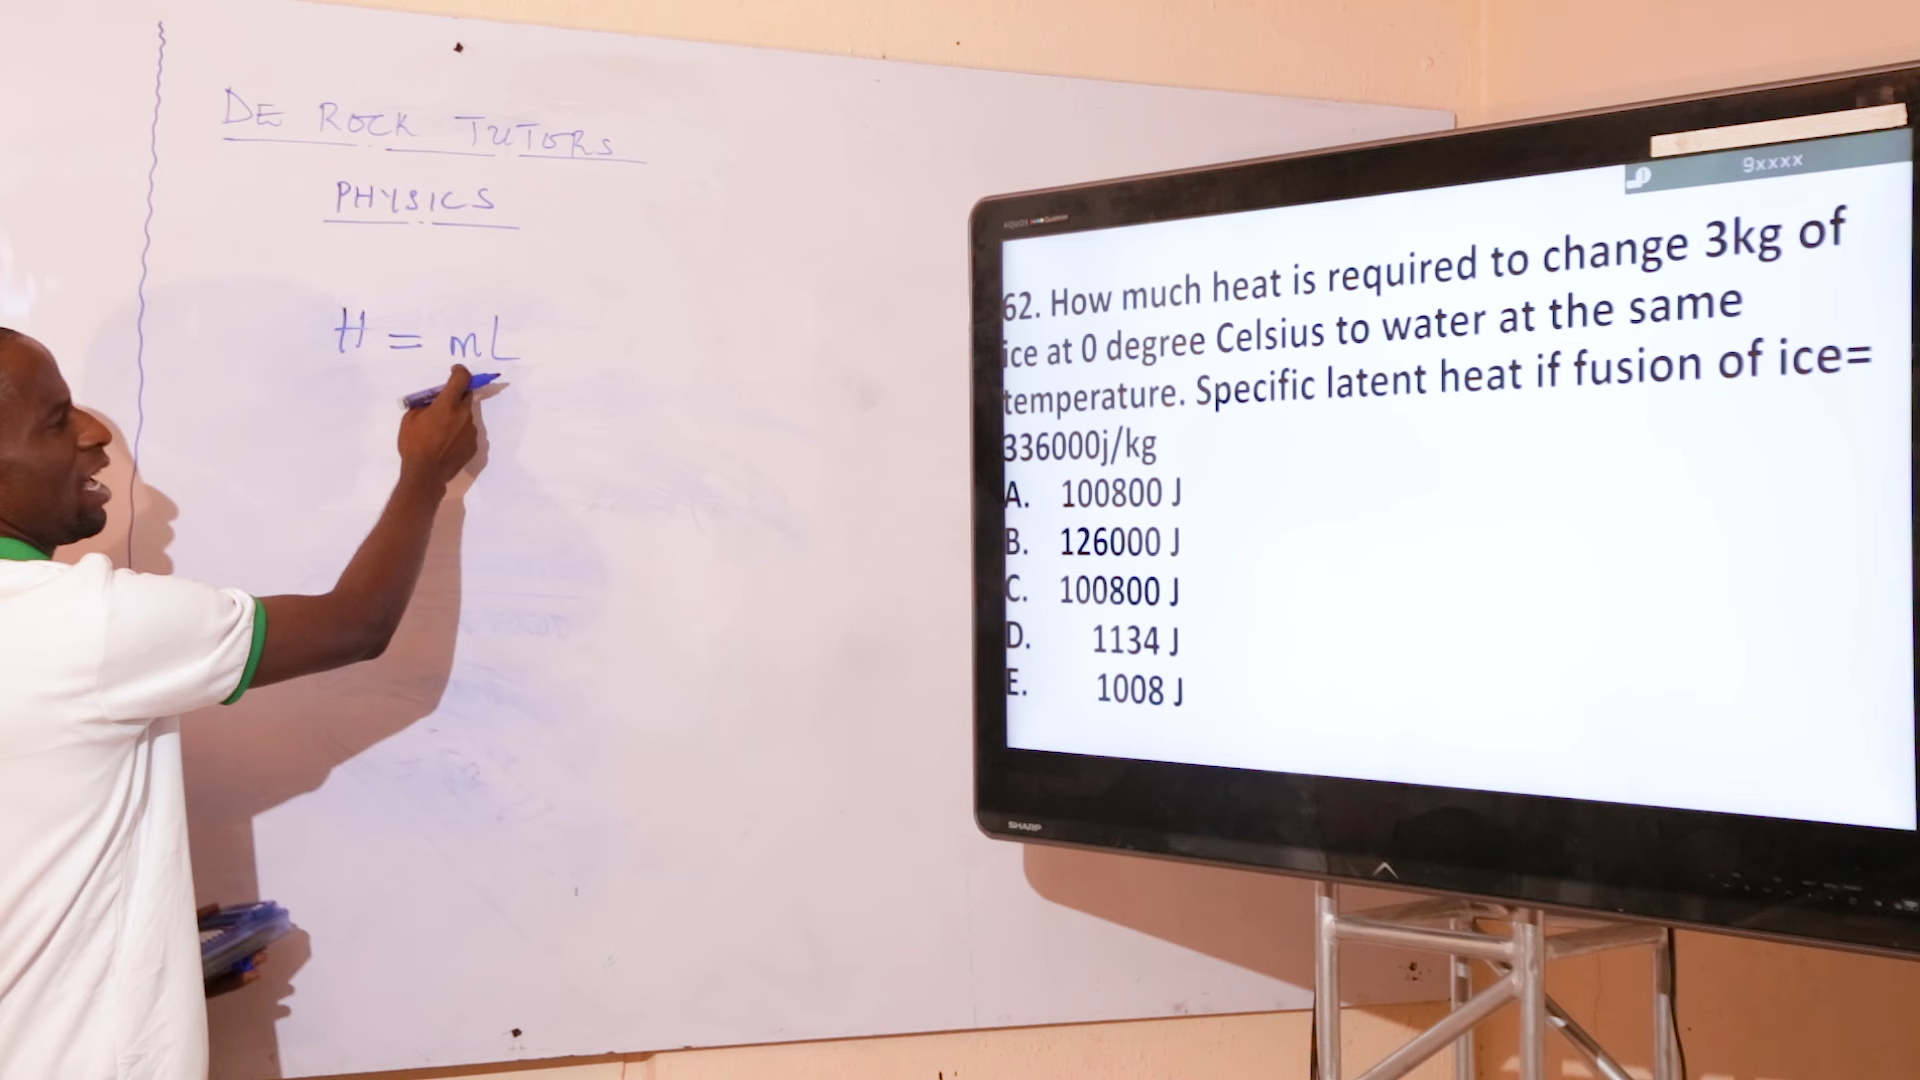 DE ROCK TUTORS
PHYSICS
H = mL
9xxxx
62. How much heat is required to change 3kg of
ice at 0 degree Celsius to water at the same
temperature. Specific latent heat if fusion of ice=
336000j/kg
A. 100800 J
B. 126000 J
C. 100800 J
D. 1134 J
E. 1008 J
AQUOS
SHARP